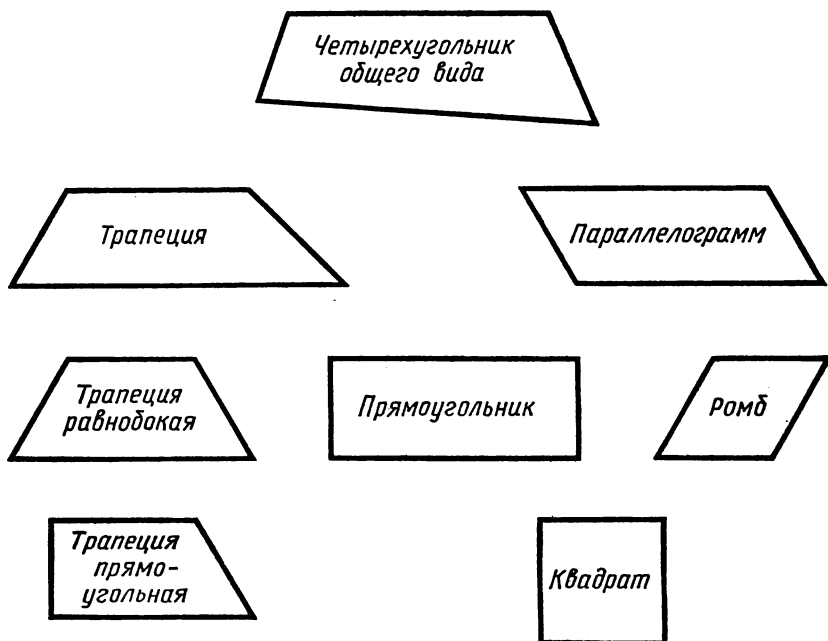 Четырехугольник
общего вида
Трапеция
Параллелограмм
Трапеция
равнобокая
Прямоугольник
Ромб
Трапеция
прямо-
угольная
Квадрат